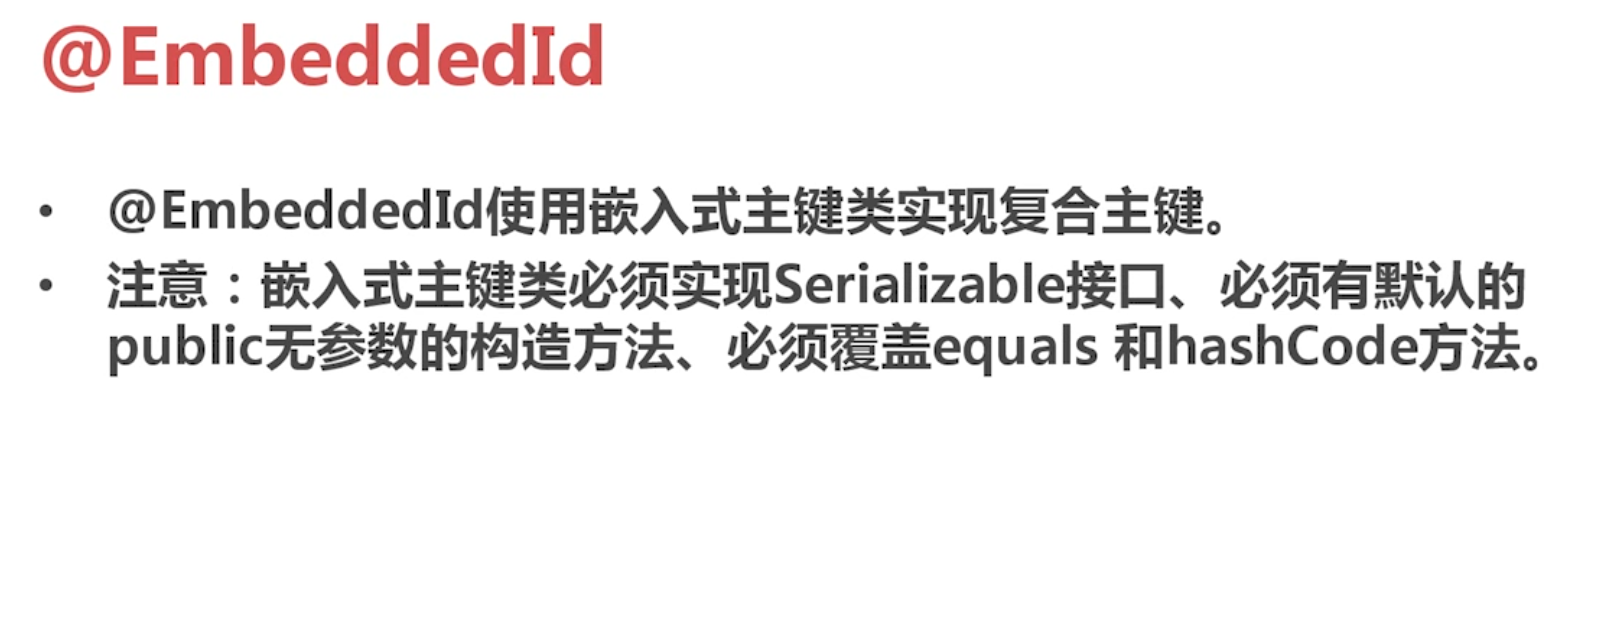 @EmbeddedId
• @EmbeddedId使用嵌入式主键类实现复合主键。
• 注意：嵌入式主键类必须实现Serializable接口、必须有默认的
public无参数的构造方法、必须覆盖equals 和hashCode方法。